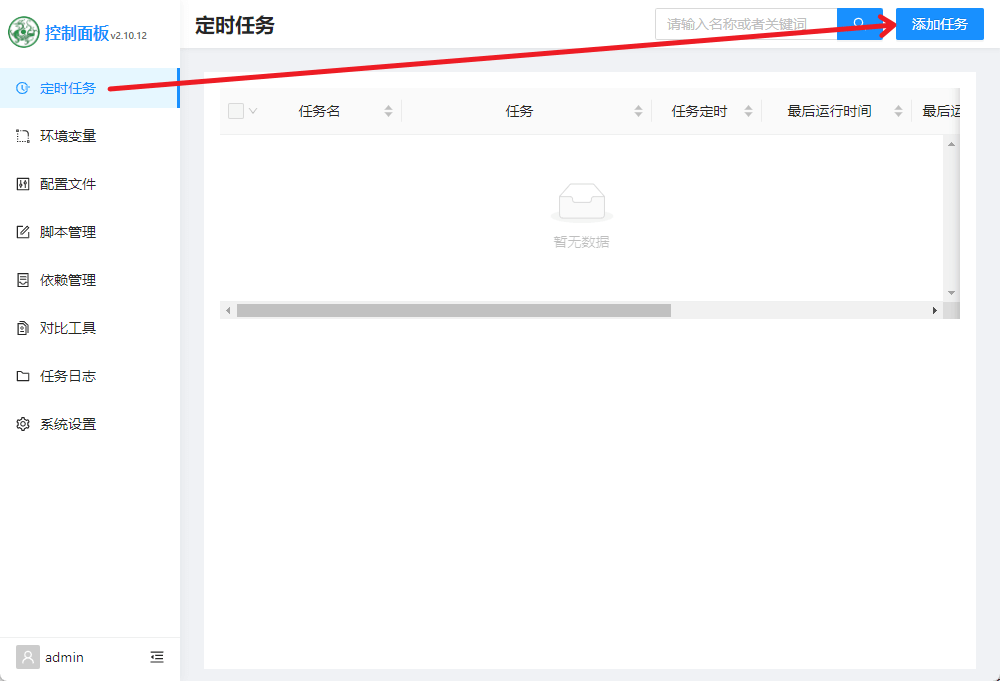 控制面板v2.10.12
定时任务
请输入名称或者关键词
添加任务
定时任务
环境变量
配置文件
脚本管理
依赖管理
对比工具
任务日志
系统设置
任务名
任务
任务定时
最后运行时间
最后运
暂无数据
admin